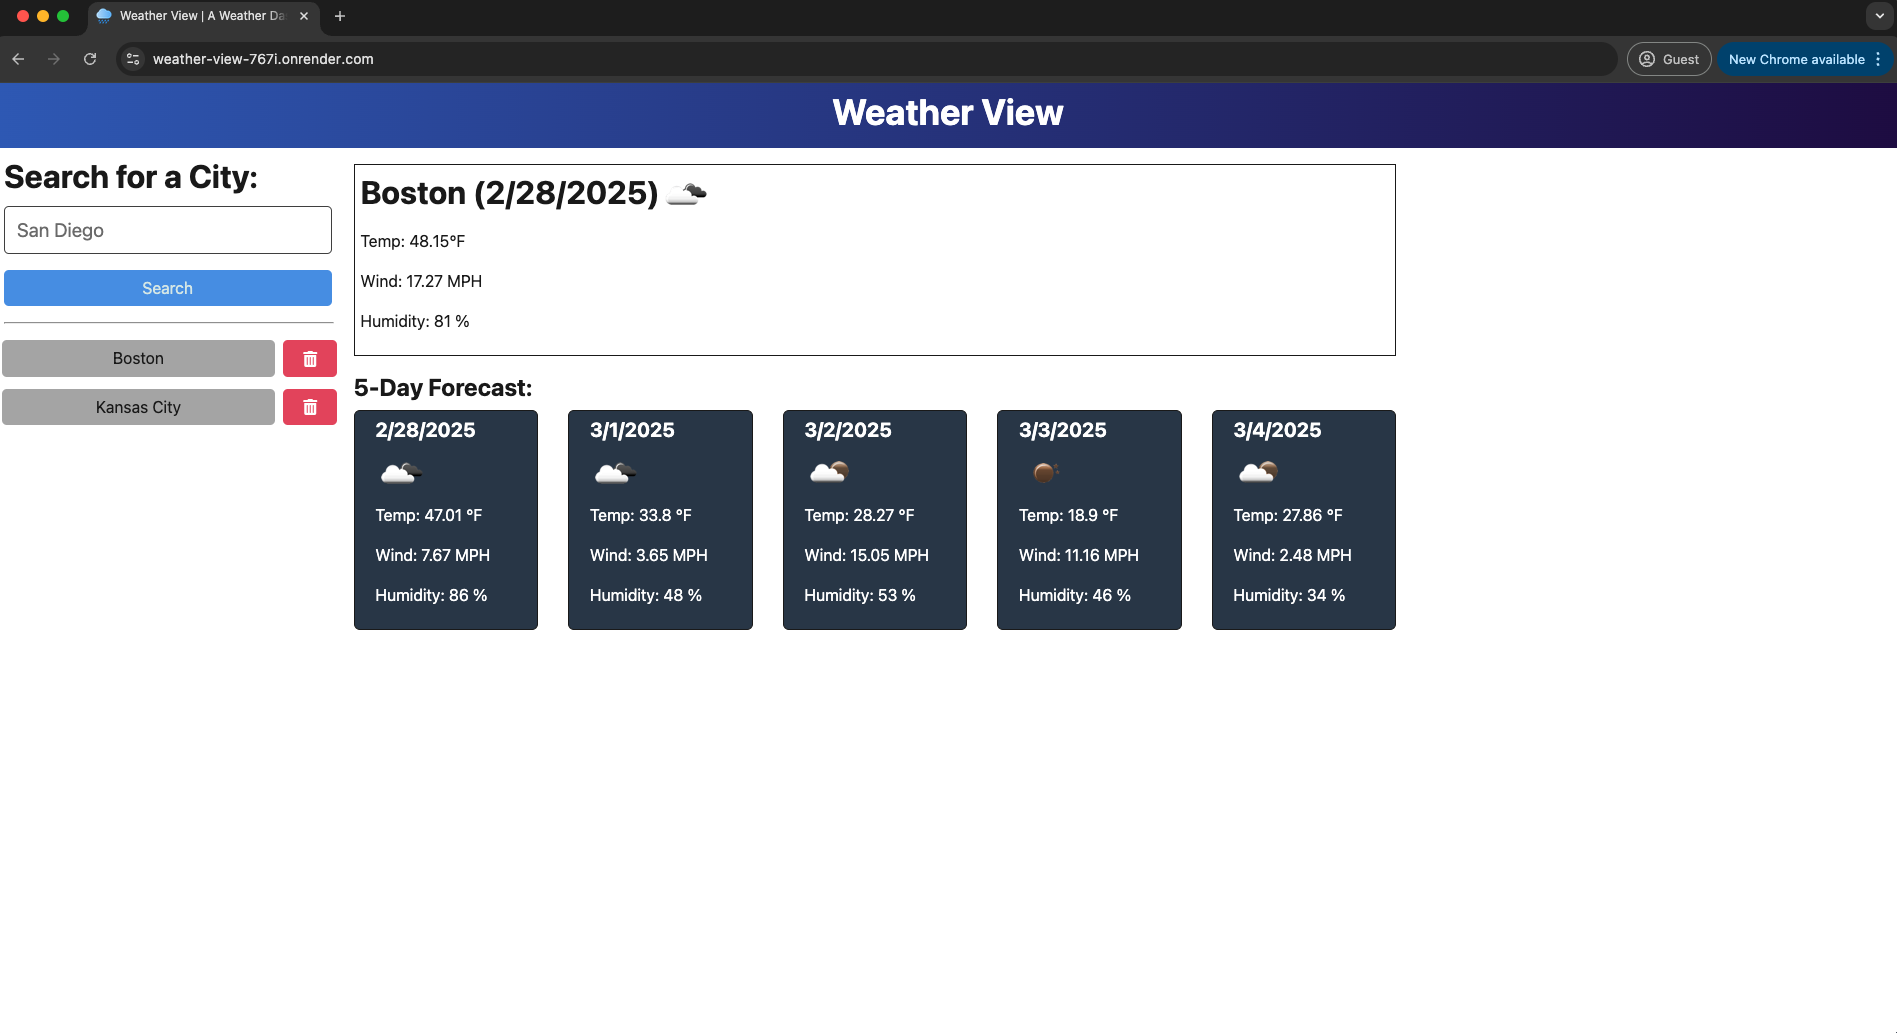 Weather View | A Weather Da
weather-view-767i.onrender.com
Guest
New Chrome available
Weather View
Search for a City:
San Diego
Search
Boston
Kansas City
Boston (2/28/2025)
Temp: 48.15°F
Wind: 17.27 MPH
Humidity: 81 %
5-Day Forecast:
2/28/2025
Temp: 47.01 °F
Wind: 7.67 MPH
Humidity: 86 %
3/1/2025
Temp: 33.8 °F
Wind: 3.65 MPH
Humidity: 48 %
3/2/2025
Temp: 28.27 °F
Wind: 15.05 MPH
Humidity: 53 %
3/3/2025
Temp: 18.9 °F
Wind: 11.16 MPH
Humidity: 46 %
3/4/2025
Temp: 27.86 °F
Wind: 2.48 MPH
Humidity: 34 %